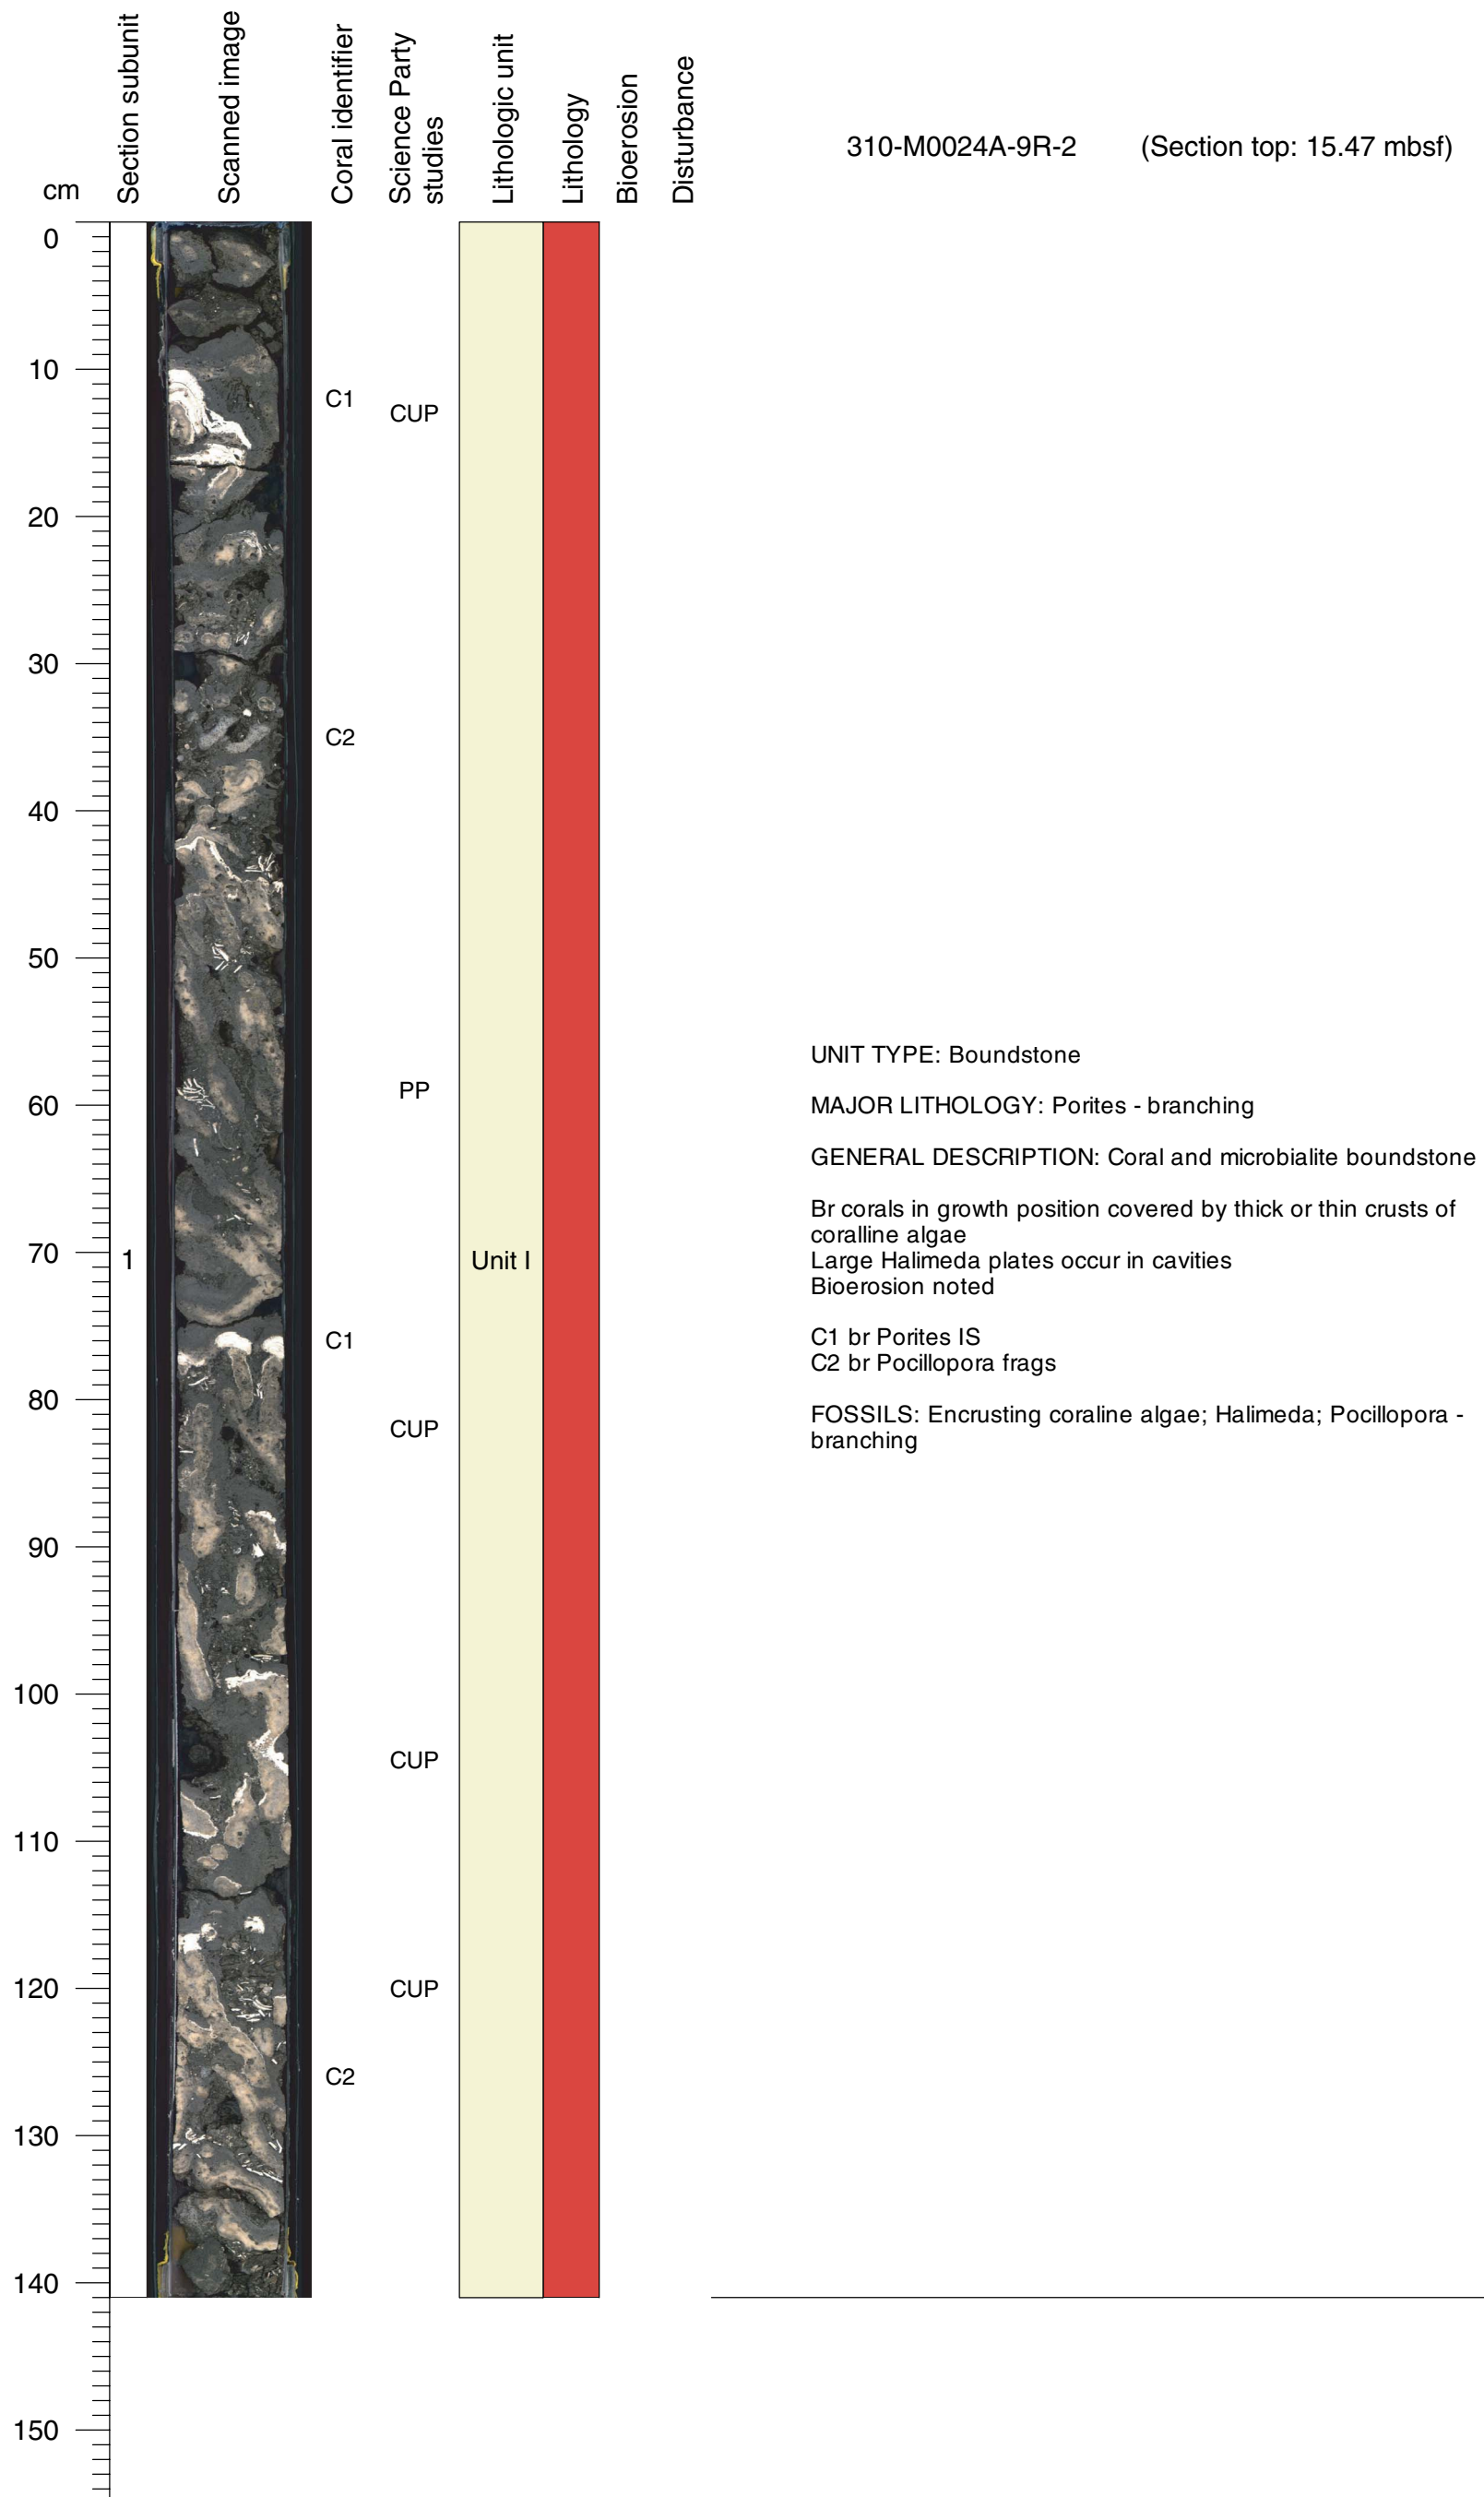 cm
Section subunit
Scanned image
Coral identifier
Science Party
studies
Lithologic unit
Lithology
Bioerosion
Disturbance
310-M0024A-9R-2 (Section top: 15.47 mbsf)
0
10
C1
CUP
20
30
C2
40
50
PP
60
70
1
Unit I
C1
80
CUP
90
100
CUP
110
120
CUP
C2
130
140
150
UNIT TYPE: Boundstone
MAJOR LITHOLOGY: Porites - branching
GENERAL DESCRIPTION: Coral and microbialite boundstone
Br corals in growth position covered by thick or thin crusts of
coralline algae
Large Halimeda plates occur in cavities
Bioerosion noted
C1 br Porites IS
C2 br Pocillopora frags
FOSSILS: Encrusting coraline algae; Halimeda; Pocillopora -
branching